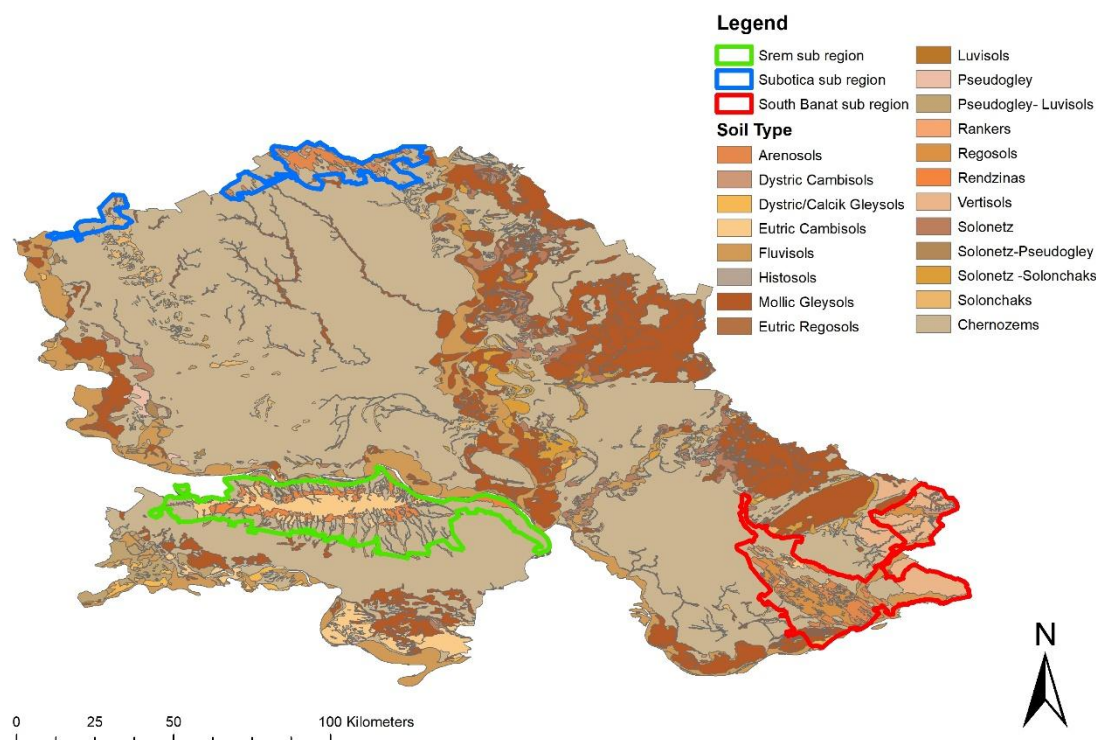 Legend
Srem sub region
Subotica sub region
South Banat sub region
Soil Type
Arenosols
Dystric Cambisols
Dystric/Calcik Gleysols
Eutric Cambisols
Fluvisols
Histosols
Mollic Gleysols
Eutric Regosols
Luvisols
Pseudogley
Pseudogley- Luvisols
Rankers
Regosols
Rendzinas
Vertisols
Solonetz
Solonetz-Pseudogley
Solonetz -Solonchaks
Solonchaks
Chernozems
N
0 25 50 100 Kilometers